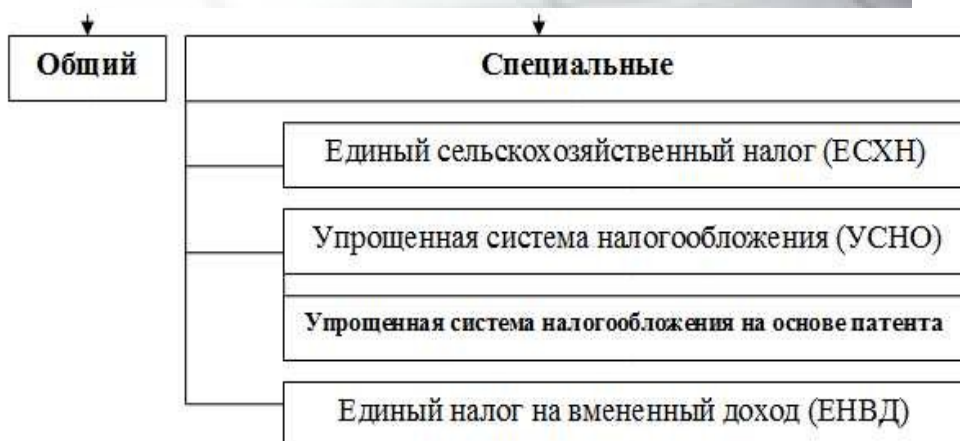 Общий
Специальные
Единый сельскохозяйственный налог (ЕСХН)
Упрощенная система налогообложения (УСНО)
Упрощенная система налогообложения на основе патента
Единый налог на вмененный доход (ЕНВД)